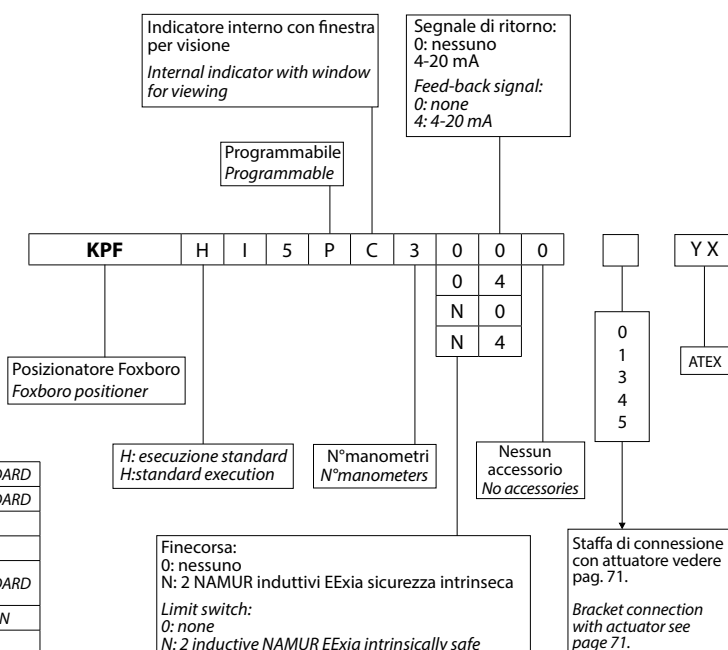 Indicatore interno con finestra
per visione
Internal indicator with window
for viewing
Segnale di ritorno:
0: nessuno
4-20 mA
Feed-back signal:
0: none
4: 4-20 mA
Programmabile
Programmable
KPF H I 5 P C 3 0 0 0 Y X
0 4
N 0
N 4
0
1
3
4
5
ATEX
Posizionatore Foxboro
Foxboro positioner
H: esecuzione standard
H:standard execution
N°manometri
N°manometers
Nessun
accessorio
No accessories
DARD
DARD
DARD
N
Finecorsa:
0: nessuno
N: 2 NAMUR induttivi EExia sicurezza intrinseca
Limit switch:
0: none
N: 2 inductive NAMUR EExia intrinsically safe
Staffa di connessione
con attuatore vedere
pag. 71.
Bracket connection
with actuator see
page 71.